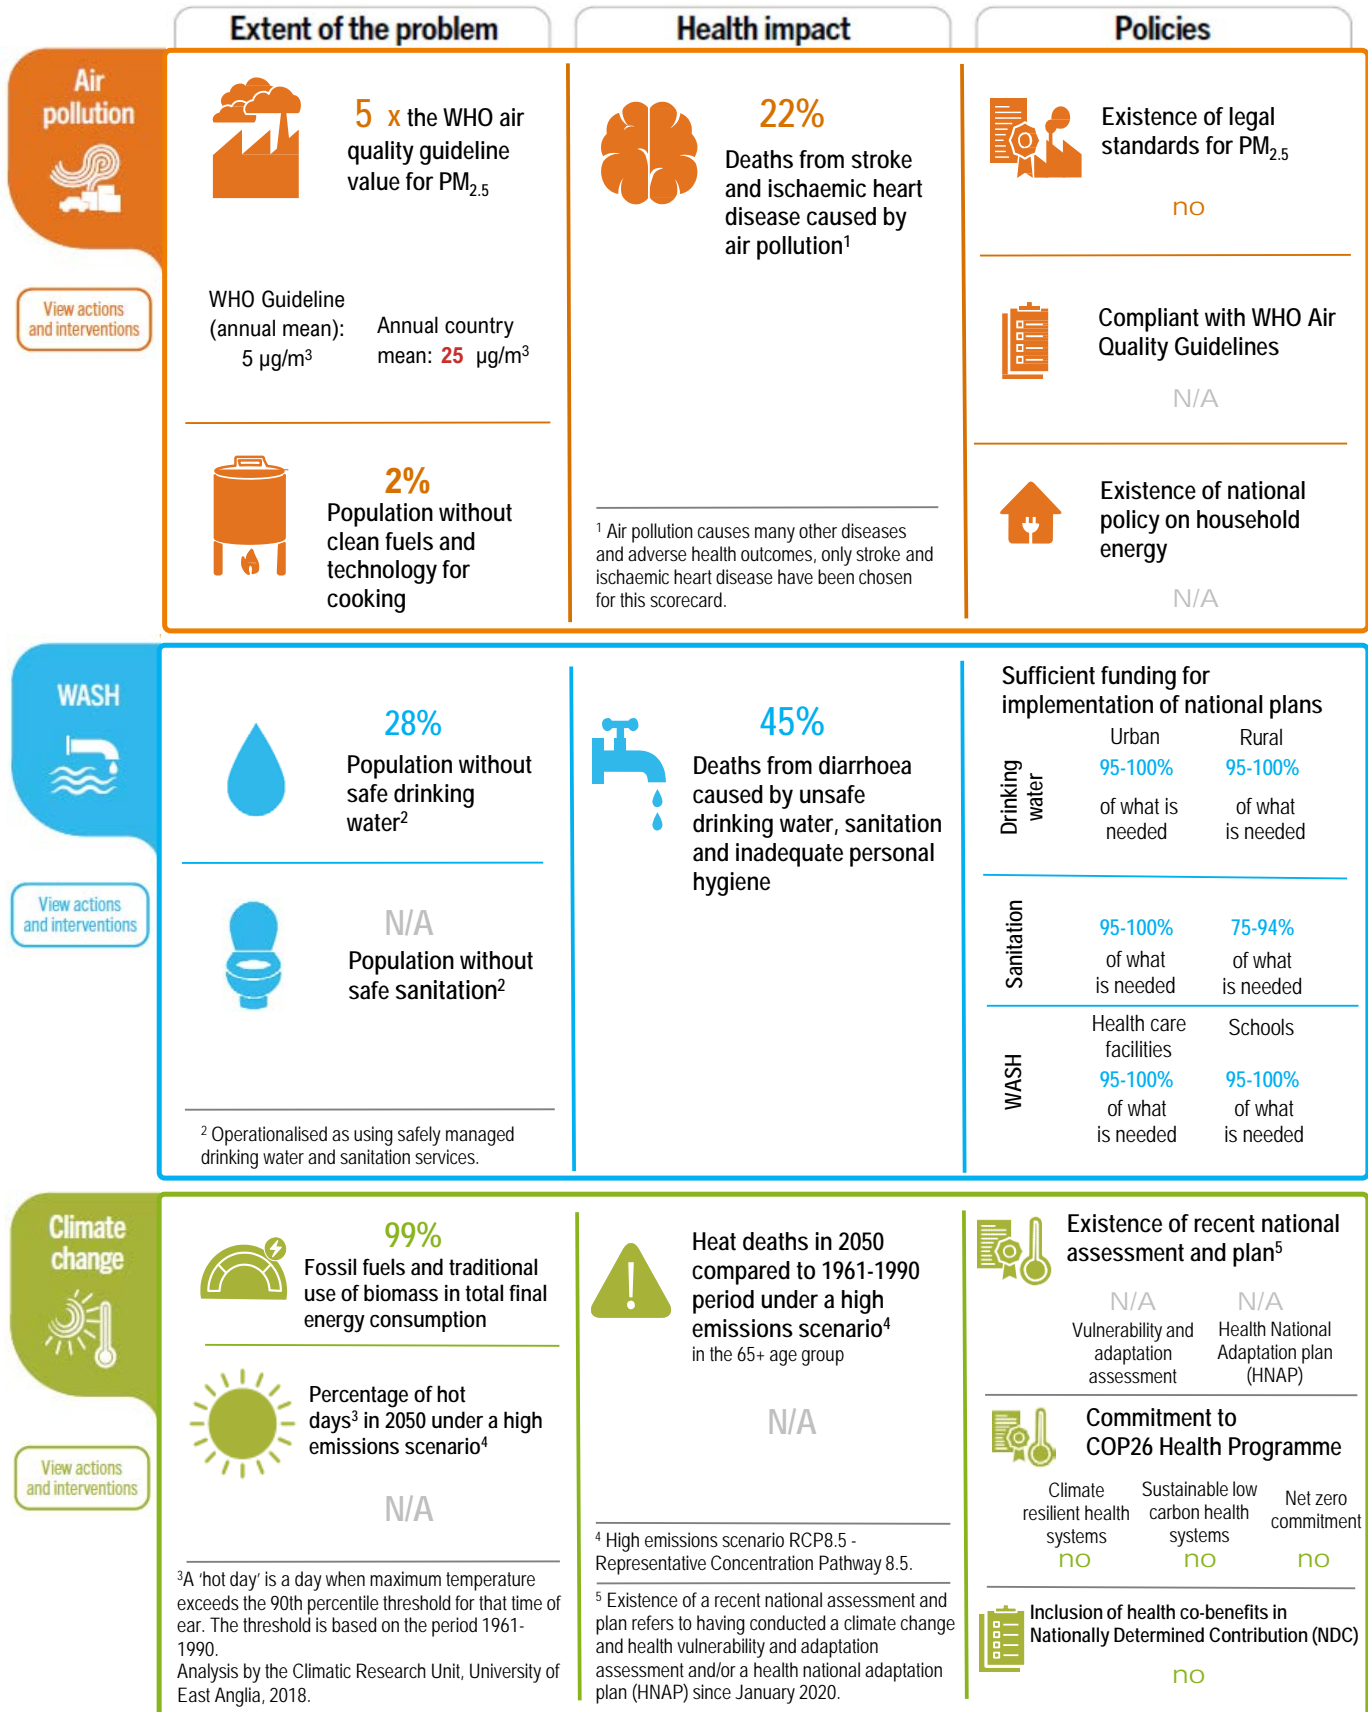 Extent of the problem
Health impact
Policies
Air
pollution
View actions
and interventions
5 x the WHO air
quality guideline
value for PM2.5
WHO Guideline
(annual mean):
5 µg/m³
Annual country
mean: 25 µg/m³
2%
Population without
clean fuels and
technology for
cooking
22%
Deaths from stroke
and ischaemic heart
disease caused by
air pollution¹
¹ Air pollution causes many other diseases
and adverse health outcomes, only stroke and
ischaemic heart disease have been chosen
for this scorecard.
Existence of legal
standards for PM2.5
no
Compliant with WHO Air
Quality Guidelines
N/A
Existence of national
policy on household
energy
N/A
WASH
View actions
and interventions
28%
Population without
safe drinking
water²
N/A
Population without
safe sanitation²
² Operationalised as using safely managed
drinking water and sanitation services.
45%
Deaths from diarrhoea
caused by unsafe
drinking water, sanitation
and inadequate personal
hygiene
Sufficient funding for
implementation of national plans
Drinking
water
Urban
95-100%
of what is
needed
Rural
95-100%
of what
is needed
Sanitation
95-100%
of what
is needed
75-94%
of what
is needed
WASH
Health care
facilities
95-100%
of what
is needed
Schools
95-100%
of what
is needed
Climate
change
View actions
and interventions
99%
Fossil fuels and traditional
use of biomass in total final
energy consumption
Percentage of hot
days³ in 2050 under a high
emissions scenario⁴
N/A
³A ‘hot day’ is a day when maximum temperature
exceeds the 90th percentile threshold for that time of
ear. The threshold is based on the period 1961-
1990.
Analysis by the Climatic Research Unit, University of
East Anglia, 2018.
Heat deaths in 2050
compared to 1961-1990
period under a high
emissions scenario⁴
in the 65+ age group
N/A
⁴ High emissions scenario RCP8.5 -
Representative Concentration Pathway 8.5.
⁵ Existence of a recent national assessment and
plan refers to having conducted a climate change
and health vulnerability and adaptation
assessment and/or a health national adaptation
plan (HNAP) since January 2020.
Existence of recent national
assessment and plan⁵
N/A
Vulnerability and
adaptation
assessment
N/A
Health National
Adaptation plan
(HNAP)
Commitment to
COP26 Health Programme
Climate
resilient health
systems
no
Sustainable low
carbon health
systems
no
Net zero
commitment
no
Inclusion of health co-benefits in
Nationally Determined Contribution (NDC)
no